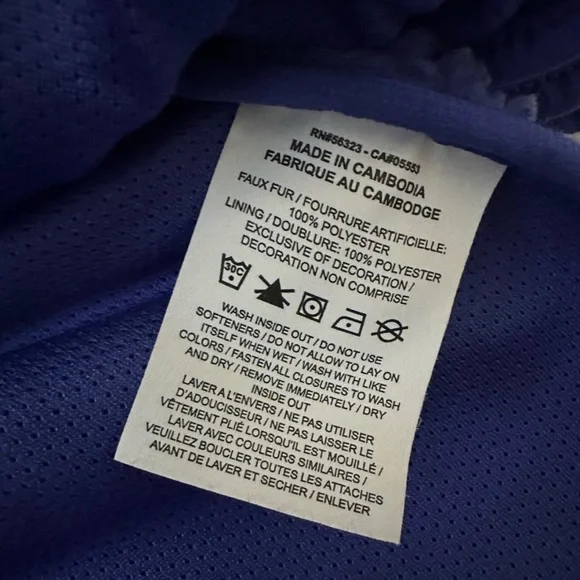 RN#56323 - CA#05553
MADE IN CAMBODIA
FABRIQUE AU CAMBODGE
FAUX FUR / FOURRURE ARTIFICIELLE:
100% POLYESTER
LINING / DOUBLURE: 100% POLYESTER
EXCLUSIVE OF DECORATION /
DECORATION NON COMPRISE
30C
WASH INSIDE OUT / DO NOT USE
SOFTENERS / DO NOT ALLOW TO LAY ON
ITSELF WHEN WET / WASH WITH LIKE
COLORS / FASTEN ALL CLOSURES TO WASH
AND DRY / REMOVE IMMEDIATELY / DRY
INSIDE OUT
LAVER A L'ENVERS / NE PAS UTILISER
D'ADOUCISSEUR / NE PAS LAISSER LE
VÊTEMENT PLIÉ LORSQU'IL EST MOUILLÉ /
LAVER AVEC COULEURS SIMILAIRES /
VEUILLEZ BOUCLER TOUTES LES ATTACHES
AVANT DE LAVER ET SECHER / ENLEVER